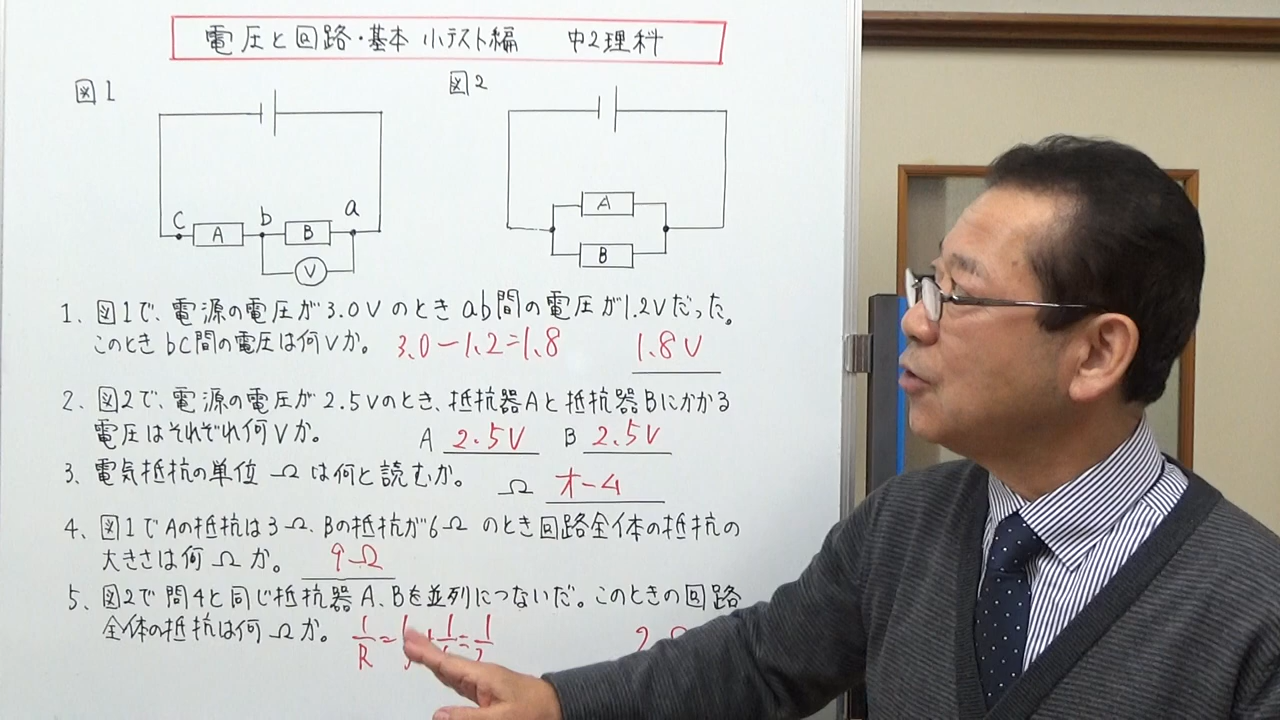 電圧と回路・基本 小テスト編 中2理科
図1
図2
C
A
b
B
a
V
A
B
1、図1で、電源の電圧が3.0Vのときab間の電圧が1.2Vだった。
このときbc間の電圧は何Vか。 3.0-1.2=1.8 1.8V
2、図2で、電源の電圧が2.5Vのとき、抵抗器Aと抵抗器Bにかかる
電圧はそれぞれ何Vか。 A 2.5V B 2.5V
3、電気抵抗の単位 Ω は何と読むか。 Ω オーム
4、図1でAの抵抗は3Ω、Bの抵抗が6Ω のとき回路全体の抵抗の
大きさは何 Ω か。 9Ω
5、図2で 問4と同じ抵抗器 A、Bを並列につないだ。このときの回路
全体の抵抗は何 Ω か。 1/R=